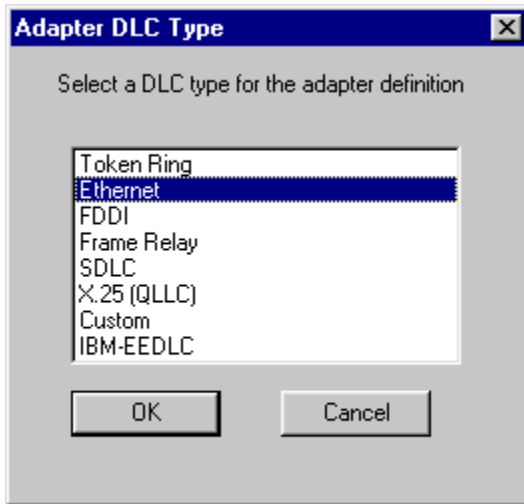 Adapter DLC Type
Select a DLC type for the adapter definition
Token Ring
Ethernet
FDDI
Frame Relay
SDLC
X.25 (QLLC)
Custom
IBM-EEDLC
OK Cancel